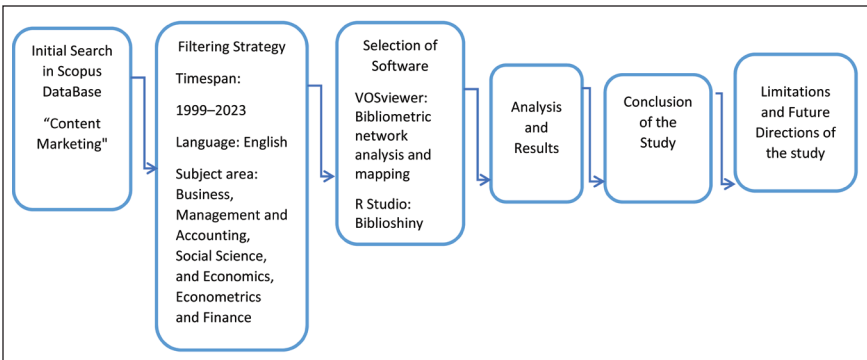 Initial Search
in Scopus
DataBase
“Content
Marketing"
Filtering Strategy
Timespan:
1999–2023
Language: English
Subject area:
Business,
Management and
Accounting,
Social Science,
and Economics,
Econometrics
and Finance
Selection of
Software
VOSviewer:
Bibliometric
network
analysis and
mapping
R Studio:
Biblioshiny
Analysis
and
Results
Conclusion
of the
Study
Limitations
and Future
Directions of
the study